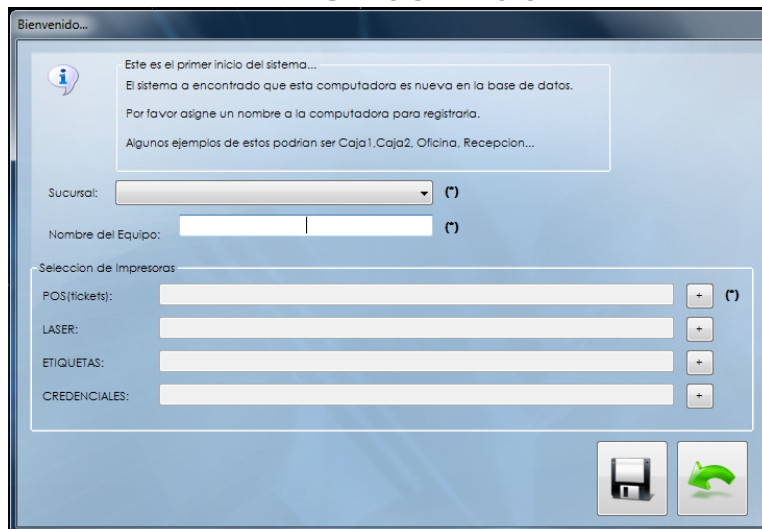 Bienvenido...
Este es el primer inicio del sistema...
El sistema a encontrado que esta computadora es nueva en la base de datos.
Por favor asigne un nombre a la computadora para registrarla.
Algunos ejemplos de estos podrian ser Caja1,Caja2, Oficina, Recepcion...
Sucursal: (*)
Nombre del Equipo: (*)
Seleccion de Impresoras
POS(tickets): + (*)
LASER: +
ETIQUETAS: +
CREDENCIALES: +